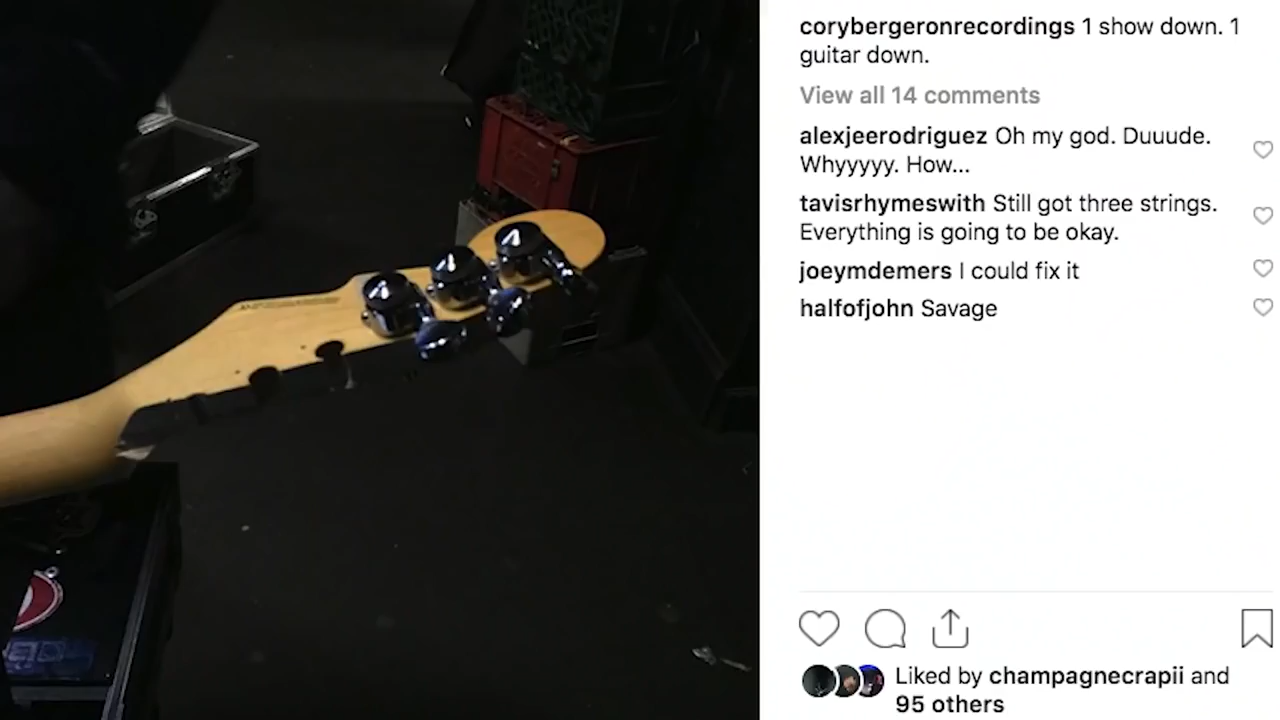 corybergeronrecordings 1 show down. 1
guitar down.
View all 14 comments
alexjeerodriguez Oh my god. Duuude.
Whyyyyy. How...
tavisrhymeswith Still got three strings.
Everything is going to be okay.
joeymdemers I could fix it
halfofjohn Savage
Liked by champagnecrapii and
95 others